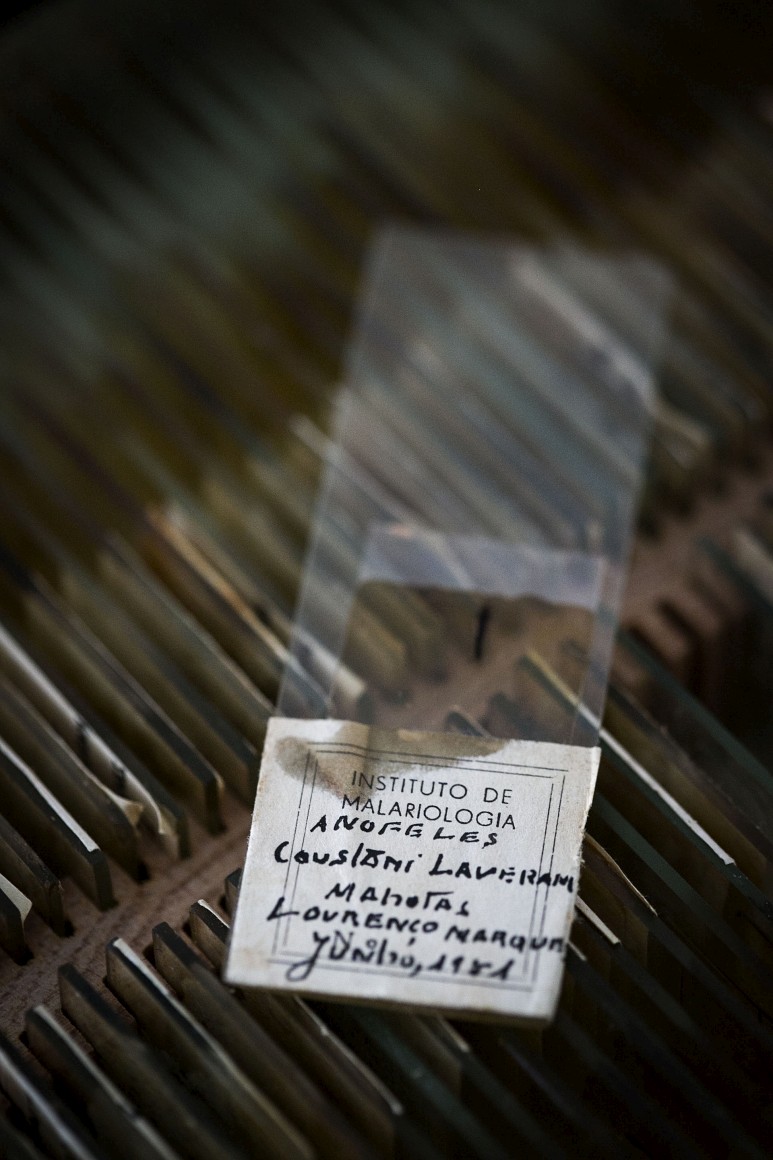 INSTITUTO DE
MALARIOLOGIA
ANOFELES
Coustani LAVERANI
MAHOTAS
LOURENÇO MARQUES
JUNHO, 1951